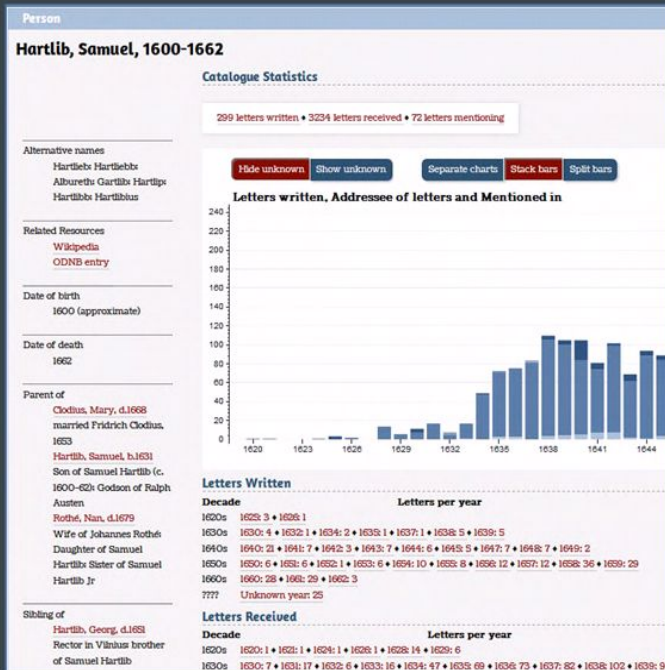 Person
Hartlib, Samuel, 1600-1662
Catalogue Statistics
299 letters written ♦ 3234 letters received ♦ 72 letters mentioning
Alternative names
Hartlieb; Hartliebb;
Albureth; Gartlib; Hartlip;
Hartlibb; Hartlibius
Related Resources
Wikipedia
ODNB entry
Date of birth
1600 (approximate)
Date of death
1662
Parent of
Clodius, Mary, d.1668
married Fridrich Clodius,
1653
Hartlib, Samuel, b.1631
Son of Samuel Hartlib (c.
1600-62); Godson of Ralph
Austen
Rothé, Nan, d.1679
Wife of Johannes Rothé;
Daughter of Samuel
Hartlib; Sister of Samuel
Hartlib Jr
Sibling of
Hartlib, Georg, d.1651
Rector in Vilnius; brother
of Samuel Hartlib
Hide unknown Show unknown Separate charts Stack bars Split bars
Letters written, Addressee of letters and Mentioned in
240
220
200
180
160
140
120
100
80
60
40
20
0
1620 1623 1626 1629 1632 1635 1638 1641 1644
Letters Written
Decade Letters per year
1620s 1625: 3 ♦ 1626: 1
1630s 1630: 4 ♦ 1632: 1 ♦ 1634: 2 ♦ 1635: 1 ♦ 1637: 1 ♦ 1638: 5 ♦ 1639: 5
1640s 1640: 21 ♦ 1641: 7 ♦ 1642: 3 ♦ 1643: 7 ♦ 1644: 6 ♦ 1645: 5 ♦ 1647: 7 ♦ 1648: 7 ♦ 1649: 2
1650s 1650: 6 ♦ 1651: 6 ♦ 1652: 1 ♦ 1653: 6 ♦ 1654: 10 ♦ 1655: 8 ♦ 1656: 12 ♦ 1657: 12 ♦ 1658: 36 ♦ 1659: 29
1660s 1660: 28 ♦ 1661: 29 ♦ 1662: 3
???? Unknown year: 25
Letters Received
Decade Letters per year
1620s 1620: 1 ♦ 1621: 1 ♦ 1624: 1 ♦ 1626: 1 ♦ 1628: 14 ♦ 1629: 6
1630s 1630: 7 ♦ 1631: 17 ♦ 1632: 6 ♦ 1633: 16 ♦ 1634: 47 ♦ 1635: 69 ♦ 1636: 73 ♦ 1637: 82 ♦ 1638: 102 ♦ 1639: 9